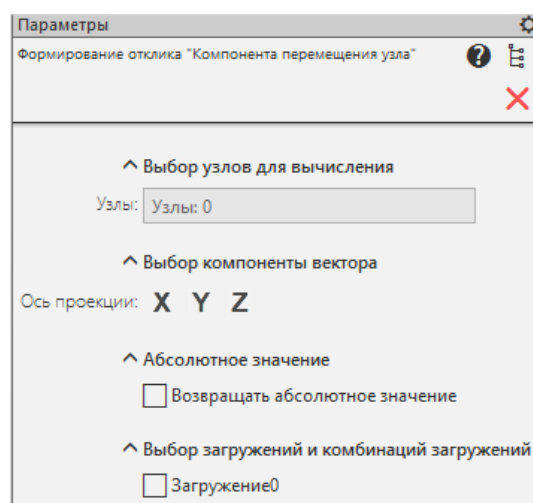 Параметры
Формирование отклика "Компонента перемещения узла"
Выбор узлов для вычисления
Узлы: Узлы: 0
Выбор компоненты вектора
Ось проекции: X Y Z
Абсолютное значение
Возвращать абсолютное значение
Выбор загружений и комбинаций загружений
Загружение0